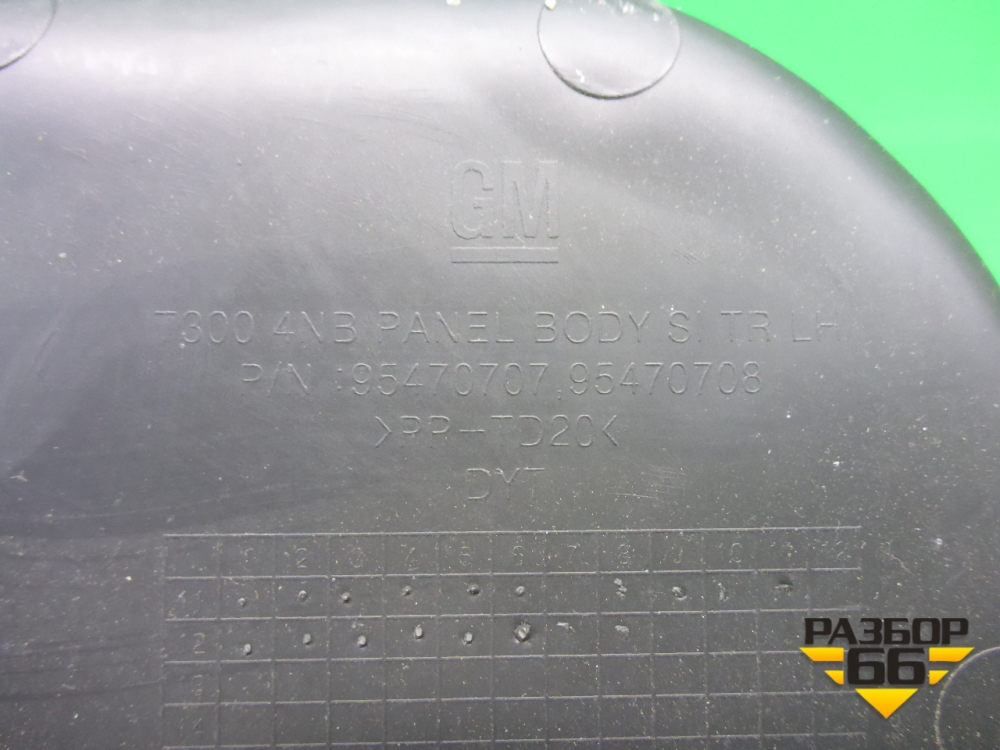 GM
T300 4NB PANEL BODY SI TR LH
P/N :95470707,95470708
>PP-TD20<
DYT
1 2 3 4 5 6 7 8 9 10 11 12
2
РАЗБОР
66